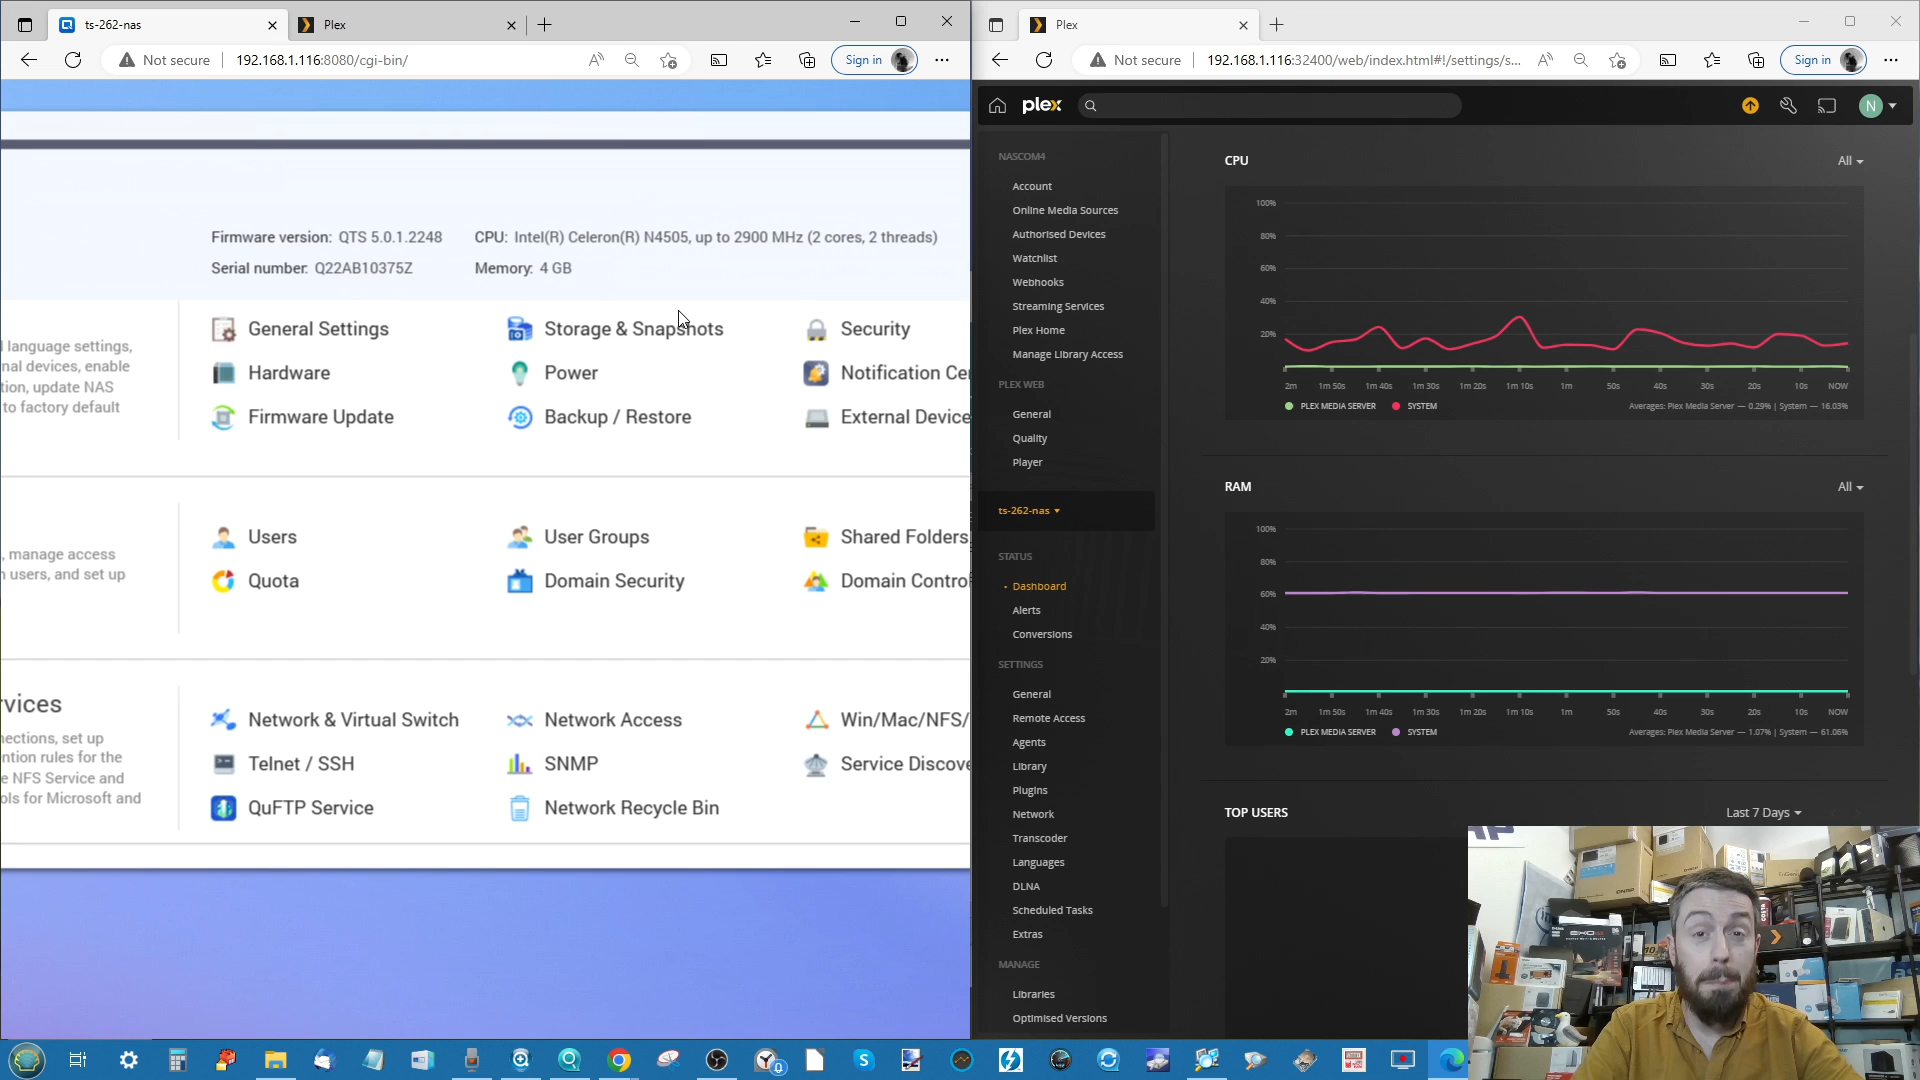 ts-262-nas
Plex
Not secure
192.168.1.116:8080/cgi-bin/
Sign in
Firmware version: QTS 5.0.1.2248
CPU: Intel(R) Celeron(R) N4505, up to 2900 MHz (2 cores, 2 threads)
Serial number: Q22AB10375Z
Memory: 4 GB
l language settings,
nal devices, enable
tion, update NAS
to factory default
General Settings
Storage & Snapshots
Security
Hardware
Power
Notification Cen
Firmware Update
Backup / Restore
External Device
, manage access
n users, and set up
Users
User Groups
Shared Folders
Quota
Domain Security
Domain Contro
rvices
nections, set up
ntion rules for the
e NFS Service and
ols for Microsoft and
Network & Virtual Switch
Network Access
Win/Mac/NFS/
Telnet / SSH
SNMP
Service Discove
QuFTP Service
Network Recycle Bin
Plex
Not secure
192.168.1.116:32400/web/index.html#!/settings/s...
Sign in
plex
N
NASCOM4
Account
Online Media Sources
Authorised Devices
Watchlist
Webhooks
Streaming Services
Plex Home
Manage Library Access
PLEX WEB
General
Quality
Player
ts-262-nas
STATUS
Dashboard
Alerts
Conversions
SETTINGS
General
Remote Access
Agents
Library
Plugins
Network
Transcoder
Languages
DLNA
Scheduled Tasks
Extras
MANAGE
Libraries
Optimised Versions
CPU
All
100%
80%
60%
40%
20%
2m 1m 50s 1m 40s 1m 30s 1m 20s 1m 10s 1m 50s 40s 30s 20s 10s NOW
PLEX MEDIA SERVER
SYSTEM
Averages: Plex Media Server — 0.29% | System — 16.03%
RAM
All
100%
80%
60%
40%
20%
2m 1m 50s 1m 40s 1m 30s 1m 20s 1m 10s 1m 50s 40s 30s 20s 10s NOW
PLEX MEDIA SERVER
SYSTEM
Averages: Plex Media Server — 1.07% | System — 61.06%
TOP USERS
Last 7 Days